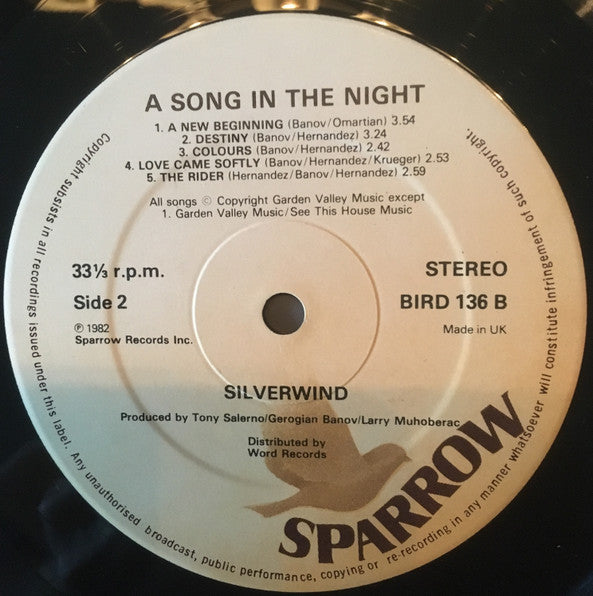 A SONG IN THE NIGHT
1. A NEW BEGINNING (Banov/Omartian) 3.54
2. DESTINY (Banov/Hernandez) 3.24
3. COLOURS (Banov/Hernandez) 2.42
4. LOVE CAME SOFTLY (Banov/Hernandez/Krueger) 2.53
5. THE RIDER (Hernandez/Banov/Hernandez) 2.59
All songs © Copyright Garden Valley Music except
1. Garden Valley Music/See This House Music
33⅓ r.p.m.
STEREO
Side 2
BIRD 136 B
℗ 1982
Sparrow Records Inc.
Made in UK
SILVERWIND
Produced by Tony Salerno/Gerogian Banov/Larry Muhoberac
Distributed by
Word Records
SPARROW
Copyright subsists in all recordings issued under this label. Any unauthorised broadcast, public performance, copying or re-recording in any manner whatsoever will constitute infringement of such copyright.